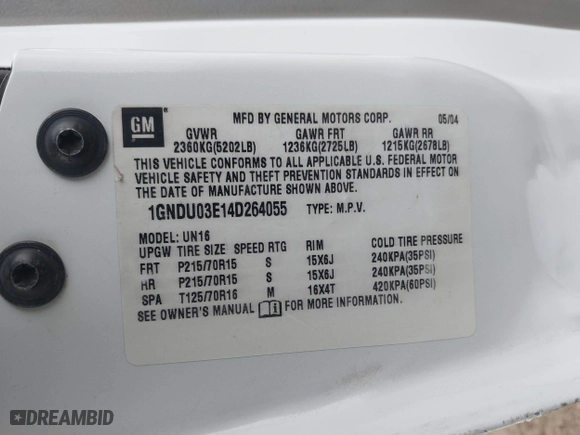 GM
MFD BY GENERAL MOTORS CORP. 05/04
GVWR GAWR FRT GAWR RR
2360KG(5202LB) 1236KG(2725LB) 1215KG(2678LB)
THIS VEHICLE CONFORMS TO ALL APPLICABLE U.S. FEDERAL MOTOR
VEHICLE SAFETY AND THEFT PREVENTION STANDARDS IN EFFECT ON
THE DATE OF MANUFACTURE SHOWN ABOVE.
1GNDU03E14D264055 TYPE: M.P.V.
MODEL: UN16
UPGW TIRE SIZE SPEED RTG RIM COLD TIRE PRESSURE
FRT P215/70R15 S 15X6J 240KPA(35PSI)
RR P215/70R15 S 15X6J 240KPA(35PSI)
SPA T125/70R16 M 16X4T 420KPA(60PSI)
SEE OWNER'S MANUAL FOR MORE INFORMATION.
DREAMBID